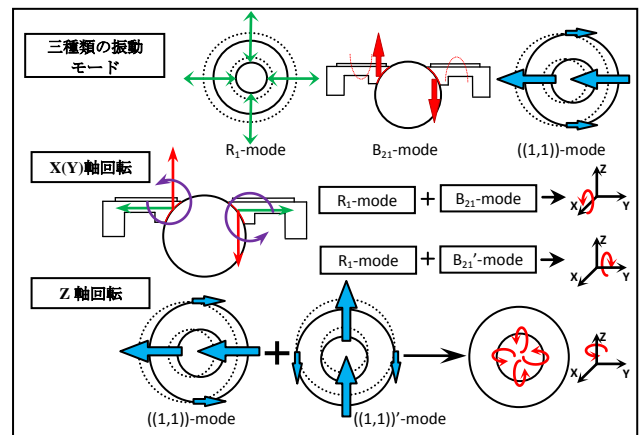 三種類の振動
モード
R₁-mode
B₂₁-mode
((1,1))-mode
X(Y)軸回転
R₁-mode + B₂₁-mode
Z
X
Y
R₁-mode + B₂₁'-mode
Z
X
Y
Z 軸回転
+
Z
X
Y
((1,1))-mode
((1,1))'-mode